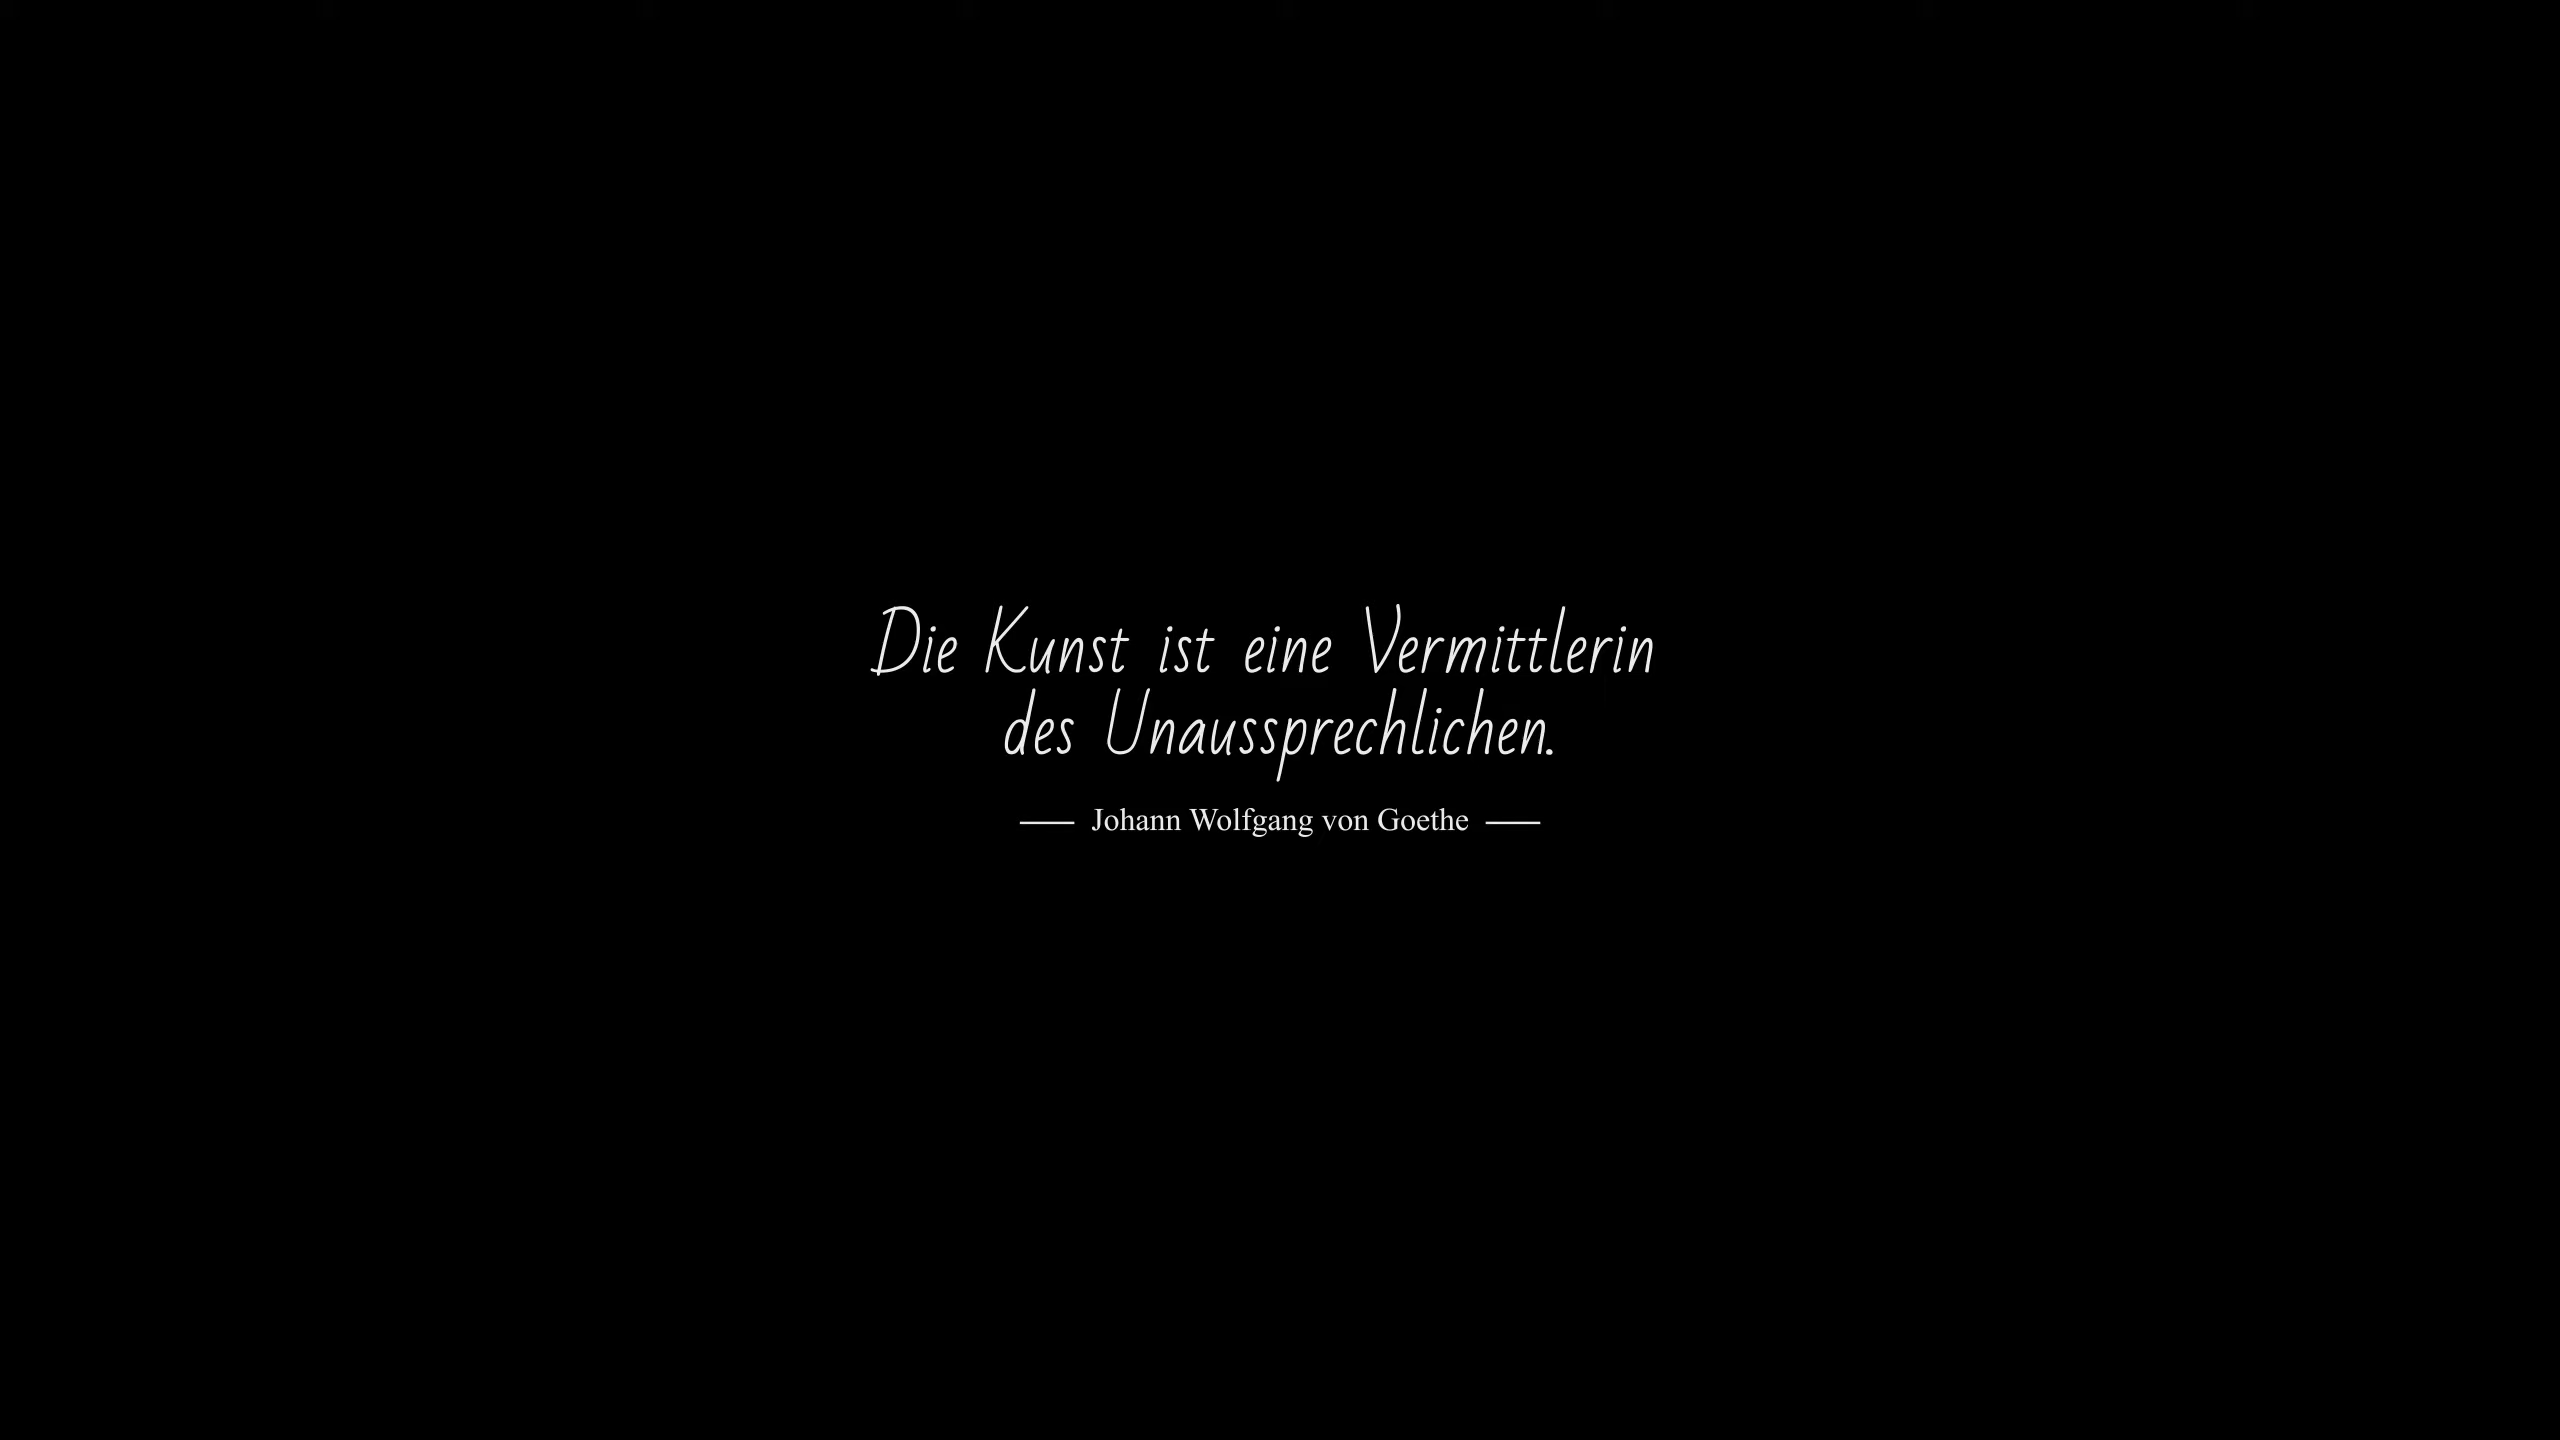 Die Kunst ist eine Vermittlerin
des Unaussprechlichen.
Johann Wolfgang von Goethe